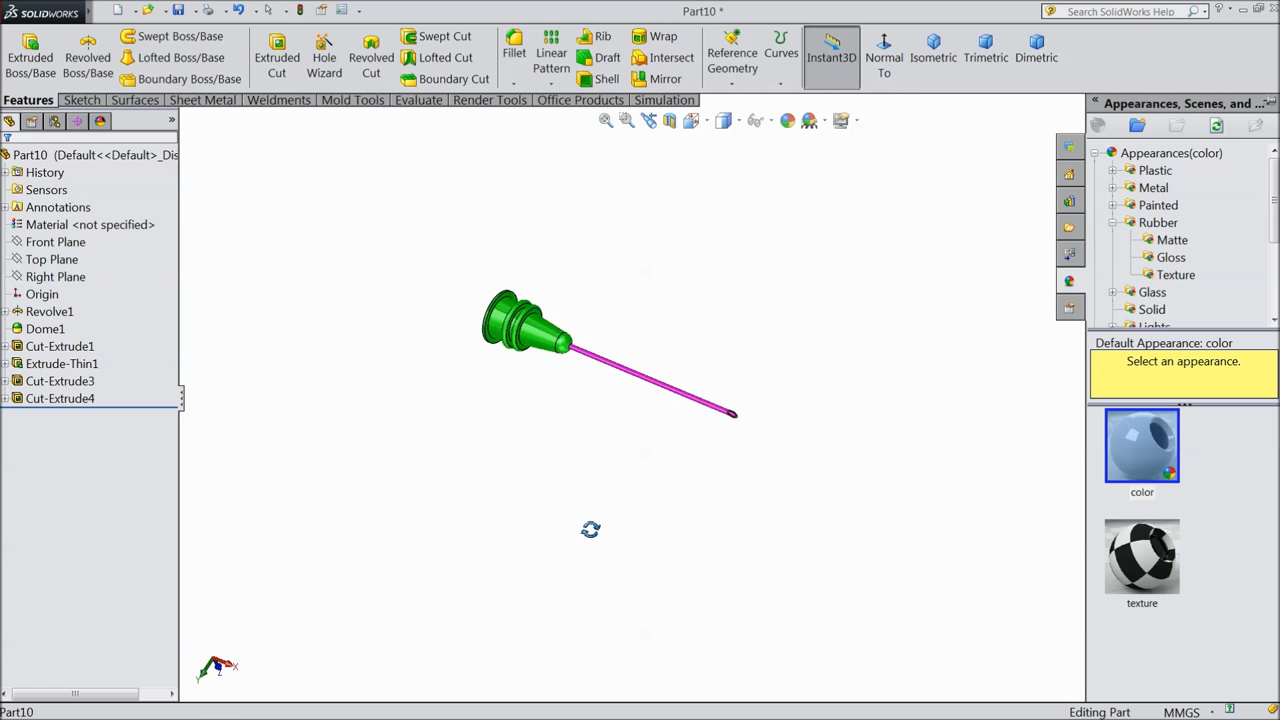 SOLIDWORKS
Part10 *
Search SolidWorks Help
Extruded Boss/Base
Revolved Boss/Base
Swept Boss/Base
Lofted Boss/Base
Boundary Boss/Base
Extruded Cut
Hole Wizard
Revolved Cut
Swept Cut
Lofted Cut
Boundary Cut
Fillet
Linear Pattern
Rib
Draft
Shell
Wrap
Intersect
Mirror
Reference Geometry
Curves
Instant3D
Normal To
Isometric
Trimetric
Dimetric
Features Sketch Surfaces Sheet Metal Weldments Mold Tools Evaluate Render Tools Office Products Simulation
Part10 (Default<<Default>_Dis
History
Sensors
Annotations
Material <not specified>
Front Plane
Top Plane
Right Plane
Origin
Revolve1
Dome1
Cut-Extrude1
Extrude-Thin1
Cut-Extrude3
Cut-Extrude4
Y
Z
X
Appearances, Scenes, and ...
Appearances(color)
Plastic
Metal
Painted
Rubber
Matte
Gloss
Texture
Glass
Solid
Lights
Default Appearance: color
Select an appearance.
color
texture
Part10
Editing Part
MMGS